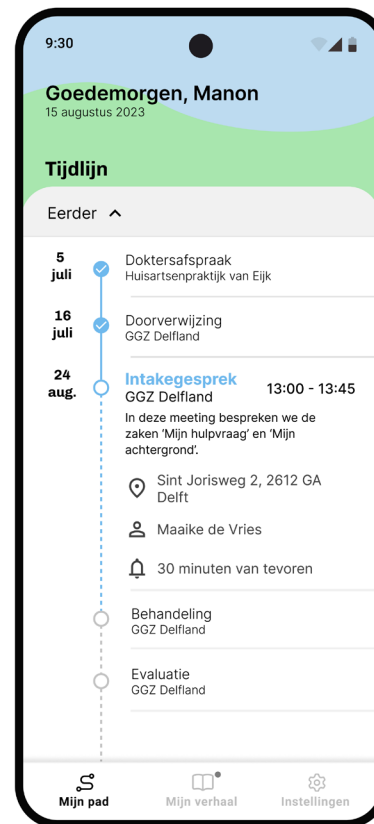 9:30
Goedemorgen, Manon
15 augustus 2023
Tijdlijn
Eerder
5
juli
Doktersafspraak
Huisartsenpraktijk van Eijk
16
juli
Doorverwijzing
GGZ Delfland
24
aug.
Intakegesprek
GGZ Delfland
13:00 - 13:45
In deze meeting bespreken we de
zaken ‘Mijn hulpvraag’ en ‘Mijn
achtergrond’.
Sint Jorisweg 2, 2612 GA
Delft
Maaike de Vries
30 minuten van tevoren
Behandeling
GGZ Delfland
Evaluatie
GGZ Delfland
Mijn pad
Mijn verhaal
Instellingen